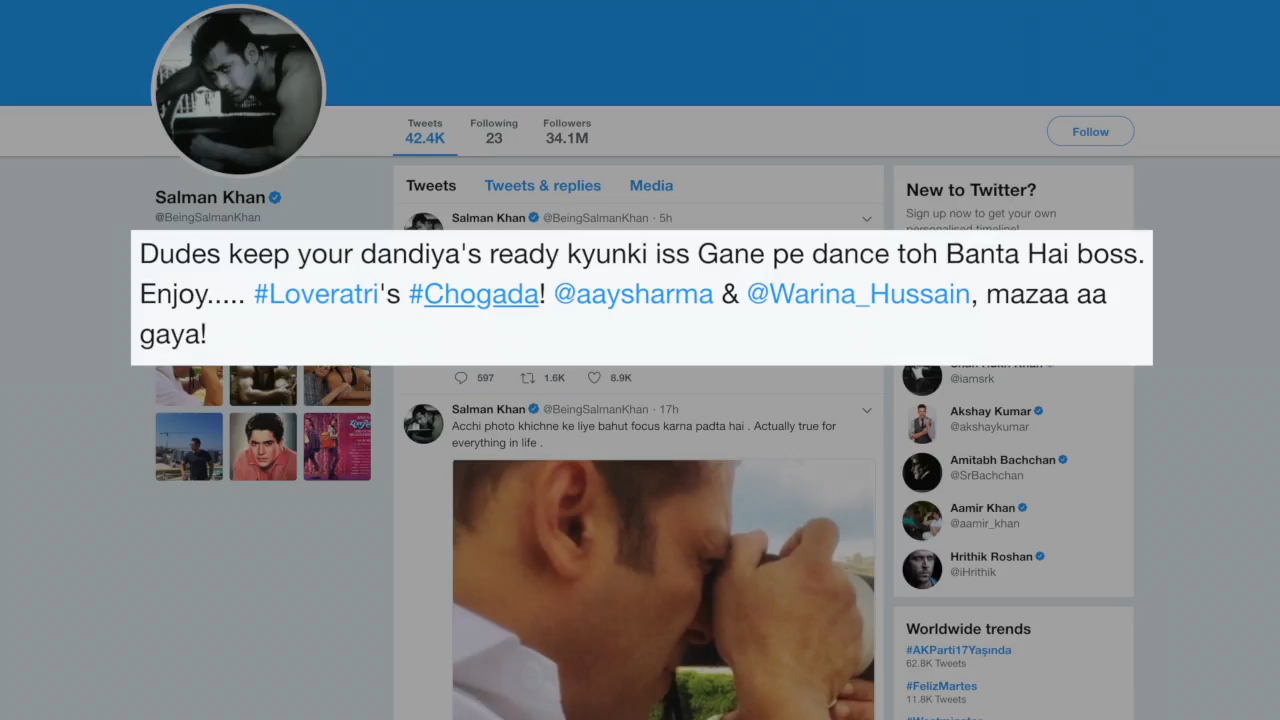 Tweets
42.4K
Following
23
Followers
34.1M
Follow
Salman Khan
@BeingSalmanKhan
Tweets
Tweets & replies
Media
Salman Khan @BeingSalmanKhan · 5h
Dudes keep your dandiya's ready kyunki iss Gane pe dance toh Banta Hai boss.
Enjoy..... #Loveratri's #Chogada! @aaysharma & @Warina_Hussain, mazaa aa
gaya!
597
1.6K
8.9K
Salman Khan @BeingSalmanKhan · 17h
Acchi photo khichne ke liye bahut focus karna padta hai . Actually true for
everything in life .
New to Twitter?
Sign up now to get your own
personalised timeline!
@iamsrk
Akshay Kumar
@akshaykumar
Amitabh Bachchan
@SrBachchan
Aamir Khan
@aamir_khan
Hrithik Roshan
@iHrithik
Worldwide trends
#AKParti17Yaşında
62.8K Tweets
#FelizMartes
11.8K Tweets